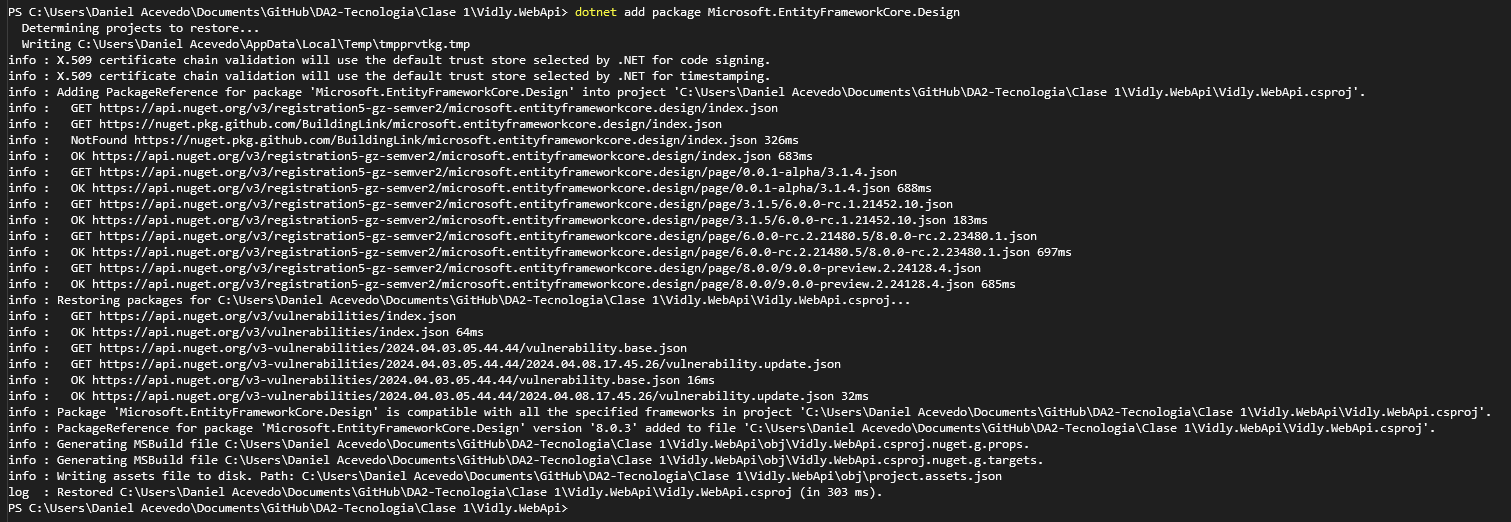 PS C:\Users\Daniel Acevedo\Documents\GitHub\DA2-Tecnologia\Clase 1\Vidly.WebApi> dotnet add package Microsoft.EntityFrameworkCore.Design
  Determining projects to restore...
  Writing C:\Users\Daniel Acevedo\AppData\Local\Temp\tmpprvtkg.tmp
info : X.509 certificate chain validation will use the default trust store selected by .NET for code signing.
info : X.509 certificate chain validation will use the default trust store selected by .NET for timestamping.
info : Adding PackageReference for package 'Microsoft.EntityFrameworkCore.Design' into project 'C:\Users\Daniel Acevedo\Documents\GitHub\DA2-Tecnologia\Clase 1\Vidly.WebApi\Vidly.WebApi.csproj'.
info :   GET https://api.nuget.org/v3/registration5-gz-semver2/microsoft.entityframeworkcore.design/index.json
info :   GET https://nuget.pkg.github.com/BuildingLink/microsoft.entityframeworkcore.design/index.json
info :   NotFound https://nuget.pkg.github.com/BuildingLink/microsoft.entityframeworkcore.design/index.json 326ms
info :   OK https://api.nuget.org/v3/registration5-gz-semver2/microsoft.entityframeworkcore.design/index.json 683ms
info :   GET https://api.nuget.org/v3/registration5-gz-semver2/microsoft.entityframeworkcore.design/page/0.0.1-alpha/3.1.4.json
info :   OK https://api.nuget.org/v3/registration5-gz-semver2/microsoft.entityframeworkcore.design/page/0.0.1-alpha/3.1.4.json 688ms
info :   GET https://api.nuget.org/v3/registration5-gz-semver2/microsoft.entityframeworkcore.design/page/3.1.5/6.0.0-rc.1.21452.10.json
info :   OK https://api.nuget.org/v3/registration5-gz-semver2/microsoft.entityframeworkcore.design/page/3.1.5/6.0.0-rc.1.21452.10.json 183ms
info :   GET https://api.nuget.org/v3/registration5-gz-semver2/microsoft.entityframeworkcore.design/page/6.0.0-rc.2.21480.5/8.0.0-rc.2.23480.1.json
info :   OK https://api.nuget.org/v3/registration5-gz-semver2/microsoft.entityframeworkcore.design/page/6.0.0-rc.2.21480.5/8.0.0-rc.2.23480.1.json 697ms
info :   GET https://api.nuget.org/v3/registration5-gz-semver2/microsoft.entityframeworkcore.design/page/8.0.0/9.0.0-preview.2.24128.4.json
info :   OK https://api.nuget.org/v3/registration5-gz-semver2/microsoft.entityframeworkcore.design/page/8.0.0/9.0.0-preview.2.24128.4.json 685ms
info : Restoring packages for C:\Users\Daniel Acevedo\Documents\GitHub\DA2-Tecnologia\Clase 1\Vidly.WebApi\Vidly.WebApi.csproj...
info :   GET https://api.nuget.org/v3/vulnerabilities/index.json
info :   OK https://api.nuget.org/v3/vulnerabilities/index.json 64ms
info :   GET https://api.nuget.org/v3-vulnerabilities/2024.04.03.05.44.44/vulnerability.base.json
info :   GET https://api.nuget.org/v3-vulnerabilities/2024.04.03.05.44.44/2024.04.08.17.45.26/vulnerability.update.json
info :   OK https://api.nuget.org/v3-vulnerabilities/2024.04.03.05.44.44/vulnerability.base.json 16ms
info :   OK https://api.nuget.org/v3-vulnerabilities/2024.04.03.05.44.44/2024.04.08.17.45.26/vulnerability.update.json 32ms
info : Package 'Microsoft.EntityFrameworkCore.Design' is compatible with all the specified frameworks in project 'C:\Users\Daniel Acevedo\Documents\GitHub\DA2-Tecnologia\Clase 1\Vidly.WebApi\Vidly.WebApi.csproj'.
info : PackageReference for package 'Microsoft.EntityFrameworkCore.Design' version '8.0.3' added to file 'C:\Users\Daniel Acevedo\Documents\GitHub\DA2-Tecnologia\Clase 1\Vidly.WebApi\Vidly.WebApi.csproj'.
info : Generating MSBuild file C:\Users\Daniel Acevedo\Documents\GitHub\DA2-Tecnologia\Clase 1\Vidly.WebApi\obj\Vidly.WebApi.csproj.nuget.g.props.
info : Generating MSBuild file C:\Users\Daniel Acevedo\Documents\GitHub\DA2-Tecnologia\Clase 1\Vidly.WebApi\obj\Vidly.WebApi.csproj.nuget.g.targets.
info : Writing assets file to disk. Path: C:\Users\Daniel Acevedo\Documents\GitHub\DA2-Tecnologia\Clase 1\Vidly.WebApi\obj\project.assets.json
log  : Restored C:\Users\Daniel Acevedo\Documents\GitHub\DA2-Tecnologia\Clase 1\Vidly.WebApi\Vidly.WebApi.csproj (in 303 ms).
PS C:\Users\Daniel Acevedo\Documents\GitHub\DA2-Tecnologia\Clase 1\Vidly.WebApi>